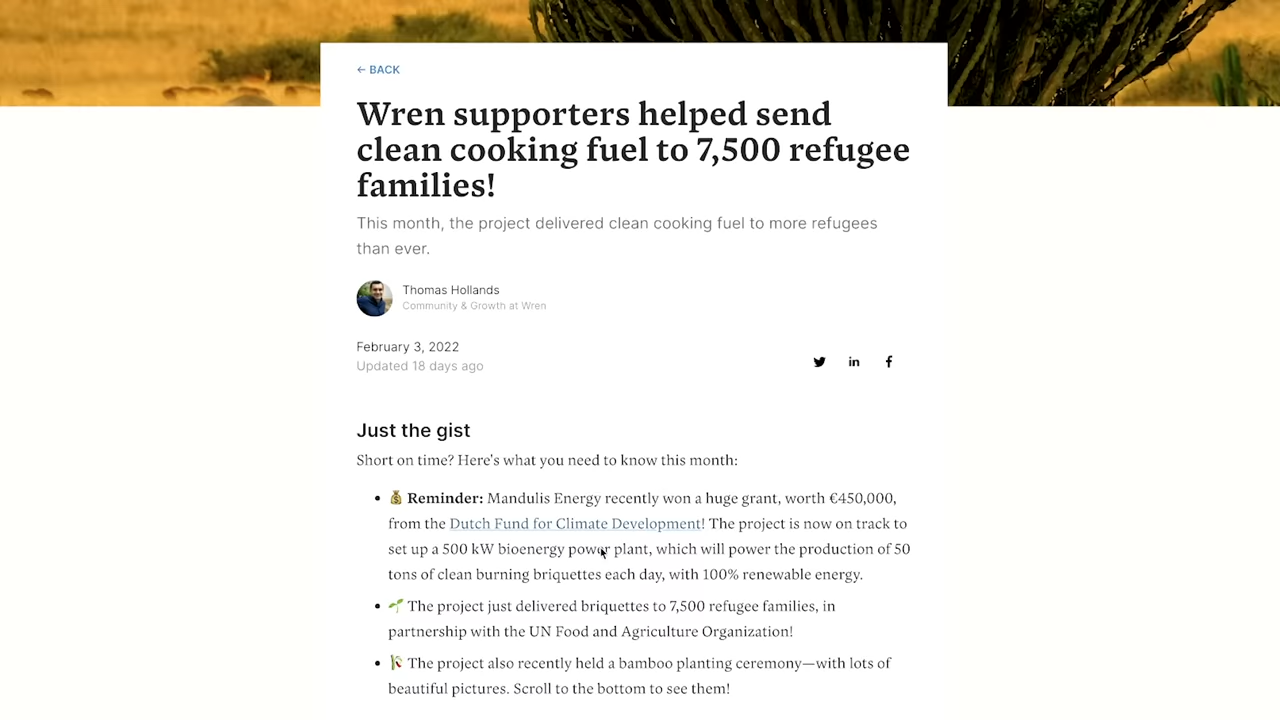 ← BACK
Wren supporters helped send
clean cooking fuel to 7,500 refugee
families!
This month, the project delivered clean cooking fuel to more refugees
than ever.
Thomas Hollands
Community & Growth at Wren
February 3, 2022
Updated 18 days ago
Just the gist
Short on time? Here's what you need to know this month:
• 💰 Reminder: Mandulis Energy recently won a huge grant, worth €450,000,
from the Dutch Fund for Climate Development! The project is now on track to
set up a 500 kW bioenergy power plant, which will power the production of 50
tons of clean burning briquettes each day, with 100% renewable energy.
• 🌱 The project just delivered briquettes to 7,500 refugee families, in
partnership with the UN Food and Agriculture Organization!
• 🎋 The project also recently held a bamboo planting ceremony—with lots of
beautiful pictures. Scroll to the bottom to see them!